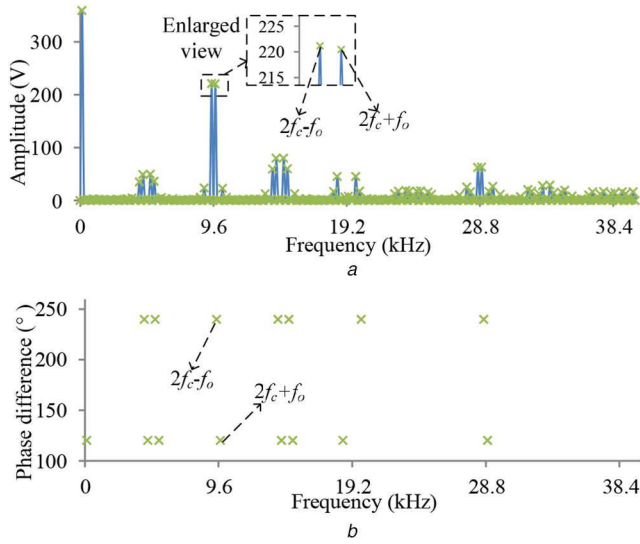 Enlarged
view
225
220
215
2fc-fo
2fc+fo
Amplitude (V)
300
200
100
0
0
9.6
19.2
28.8
38.4
Frequency (kHz)
a
Phase difference (°)
250
200
150
100
2fc-fo
2fc+fo
0
9.6
19.2
28.8
38.4
Frequency (kHz)
b